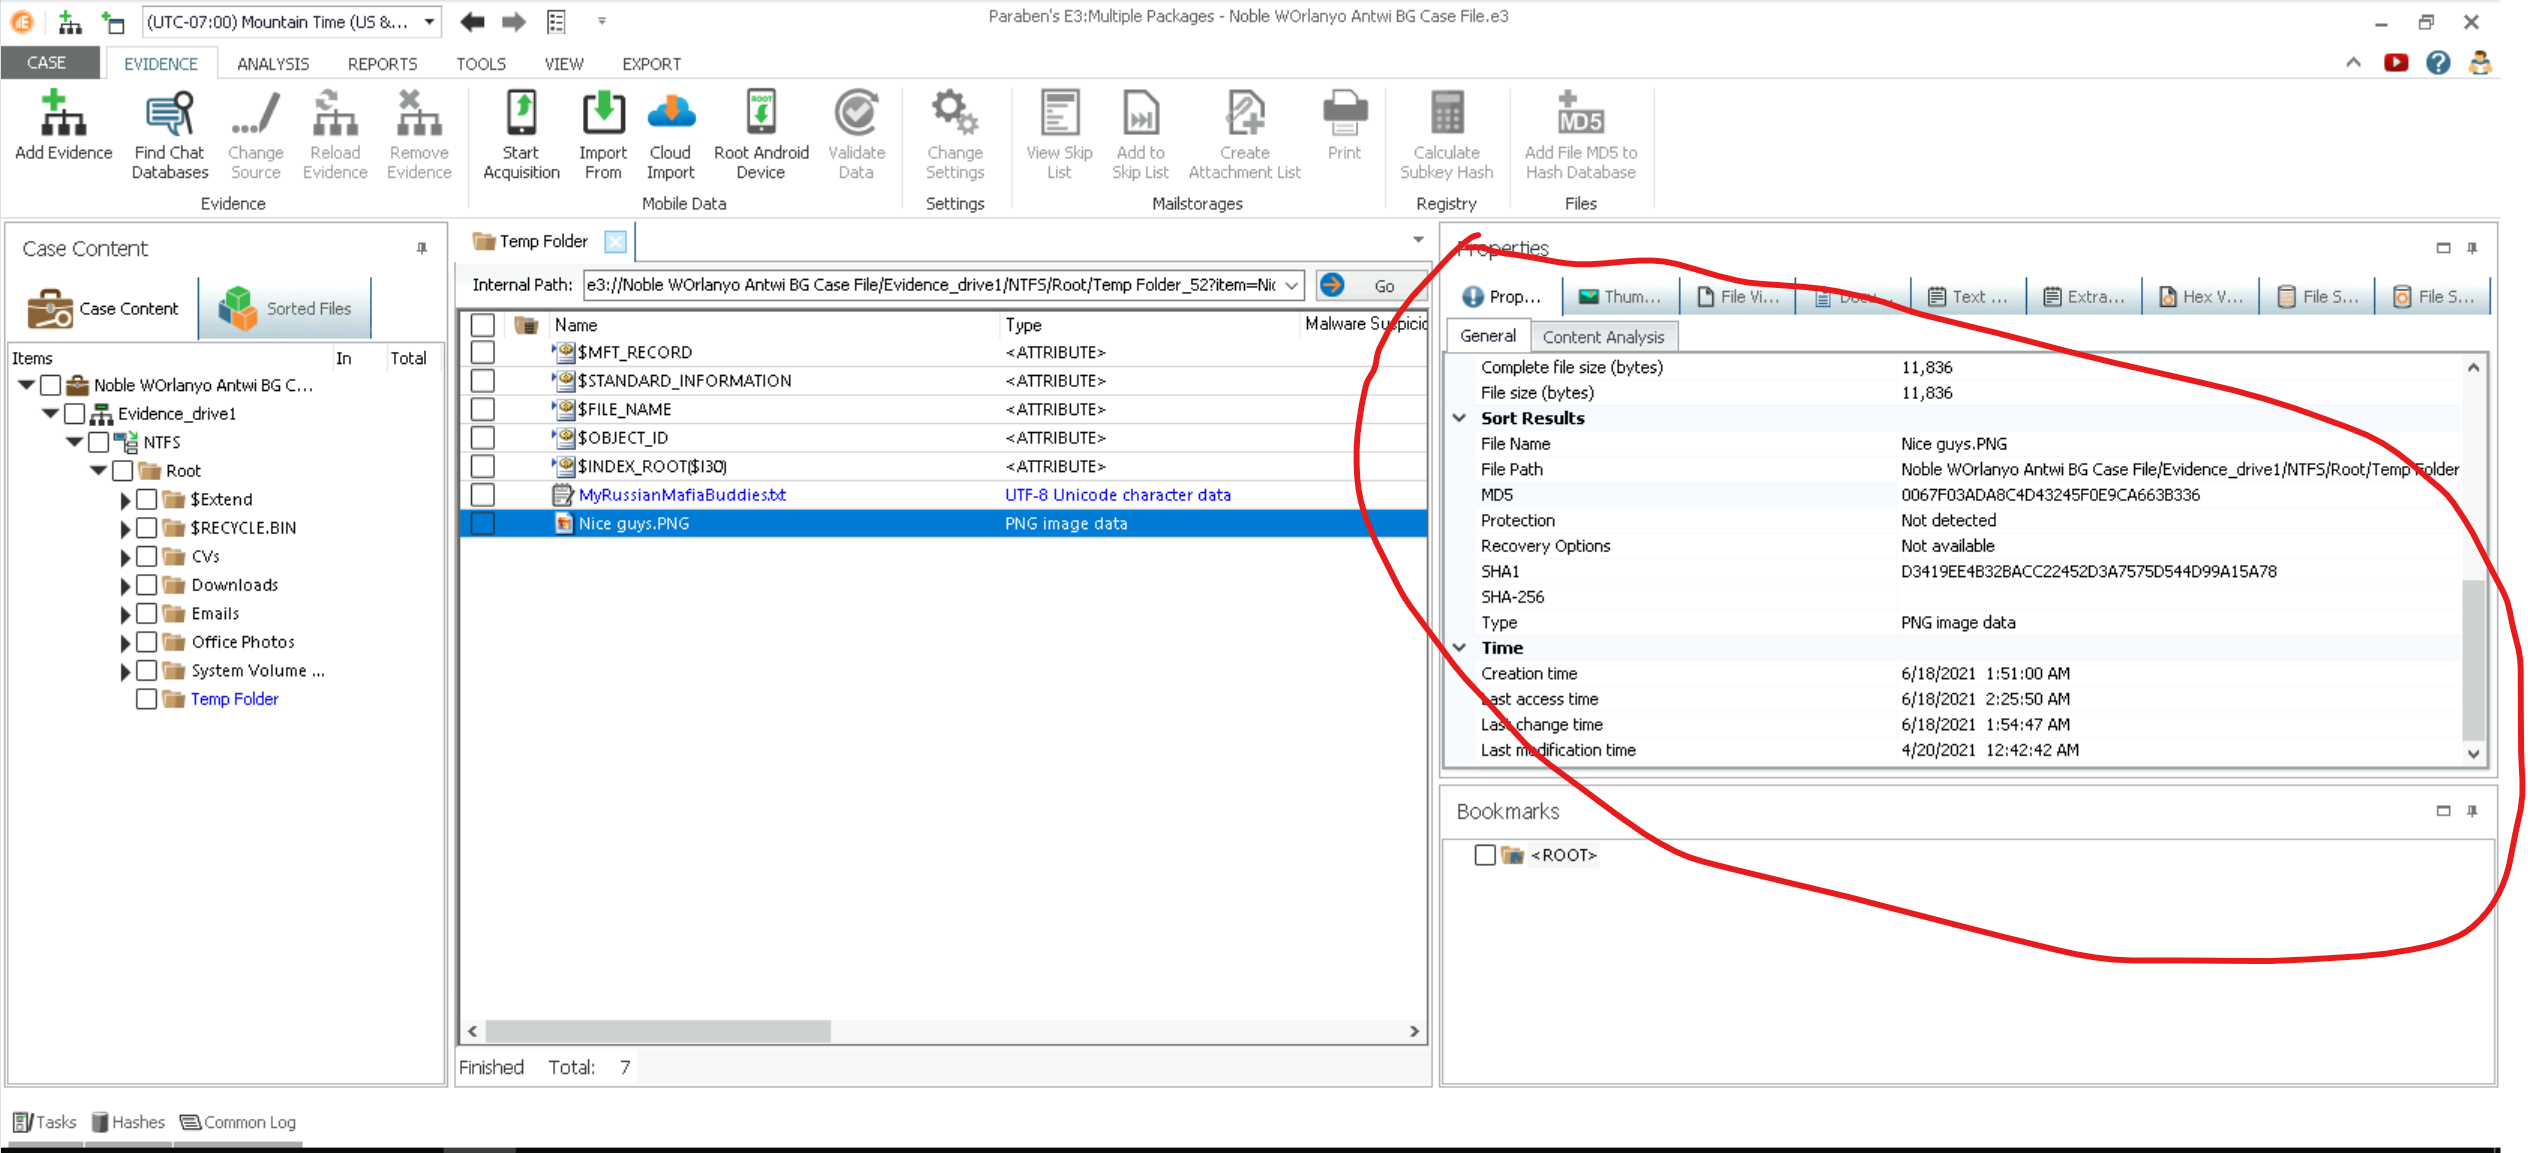 (UTC-07:00) Mountain Time (US &...
Paraben's E3:Multiple Packages - Noble WOrlanyo Antwi BG Case File.e3
CASE EVIDENCE ANALYSIS REPORTS TOOLS VIEW EXPORT
Add Evidence
Find Chat Databases
Change Source
Reload Evidence
Remove Evidence
Evidence
Start Acquisition
Import From
Cloud Import
ROOT
Root Android Device
Validate Data
Mobile Data
Change Settings
Settings
View Skip List
Add to Skip List
Create Attachment List
Print
Mailstorages
Calculate Subkey Hash
Registry
MD5
Add File MD5 to Hash Database
Files
Case Content
Case Content
Sorted Files
Items In Total
Noble WOrlanyo Antwi BG C...
Evidence_drive1
NTFS
Root
$Extend
$RECYCLE.BIN
CVs
Downloads
Emails
Office Photos
System Volume ...
Temp Folder
Temp Folder
Internal Path: e3://Noble WOrlanyo Antwi BG Case File/Evidence_drive1/NTFS/Root/Temp Folder_52?item=Nic Go
Name Type Malware Suspicio
$MFT_RECORD <ATTRIBUTE>
$STANDARD_INFORMATION <ATTRIBUTE>
$FILE_NAME <ATTRIBUTE>
$OBJECT_ID <ATTRIBUTE>
$INDEX_ROOT($I30) <ATTRIBUTE>
MyRussianMafiaBuddies.txt UTF-8 Unicode character data
Nice guys.PNG PNG image data
Finished Total: 7
Properties
Prop... Thum... File Vi... Docu... Text ... Extra... Hex V... File S... File S...
General Content Analysis
Complete file size (bytes) 11,836
File size (bytes) 11,836
Sort Results
File Name Nice guys.PNG
File Path Noble WOrlanyo Antwi BG Case File/Evidence_drive1/NTFS/Root/Temp Folder
MD5 0067F03ADA8C4D43245F0E9CA663B336
Protection Not detected
Recovery Options Not available
SHA1 D3419EE4B32BACC22452D3A7575D544D99A15A78
SHA-256
Type PNG image data
Time
Creation time 6/18/2021 1:51:00 AM
Last access time 6/18/2021 2:25:50 AM
Last change time 6/18/2021 1:54:47 AM
Last modification time 4/20/2021 12:42:42 AM
Bookmarks
<ROOT>
Tasks Hashes Common Log